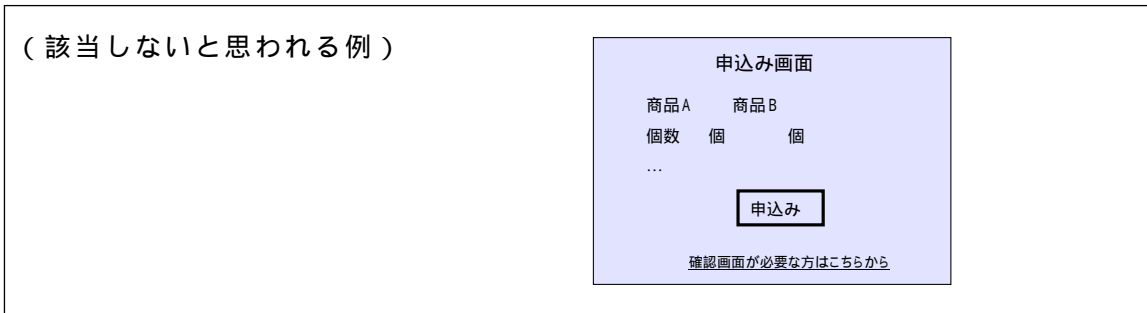 (該当しないと思われる例)
申込み画面
商品A 商品B
個数 個 個
…
申込み
確認画面が必要な方はこちらから